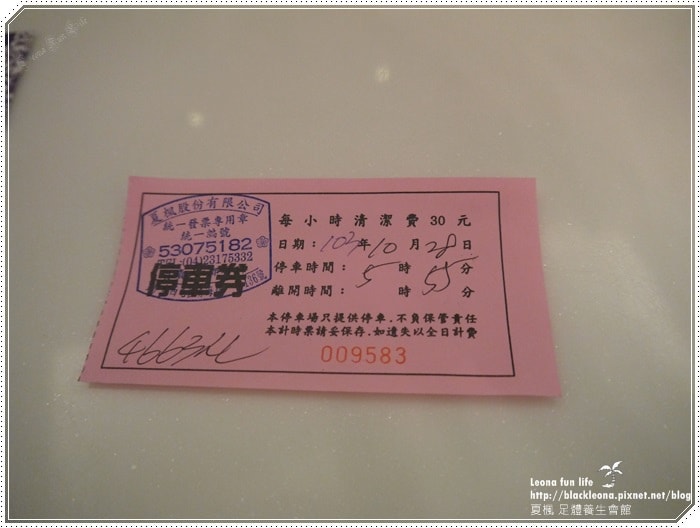 夏楓股份有限公司
統一發票專用章
統一編號
53075182
TEL:(04)23175332
停車券
每小時清潔費30元
日期:102年10月28日
停車時間: 5時55分
離開時間: 時 分
本停車場只提供停車,不負保管責任
本計時票請妥保存,如遺失以全日計費
009583
Leona fun life
http://blackleona.pixnet.net/blog
夏楓 足體養生會館